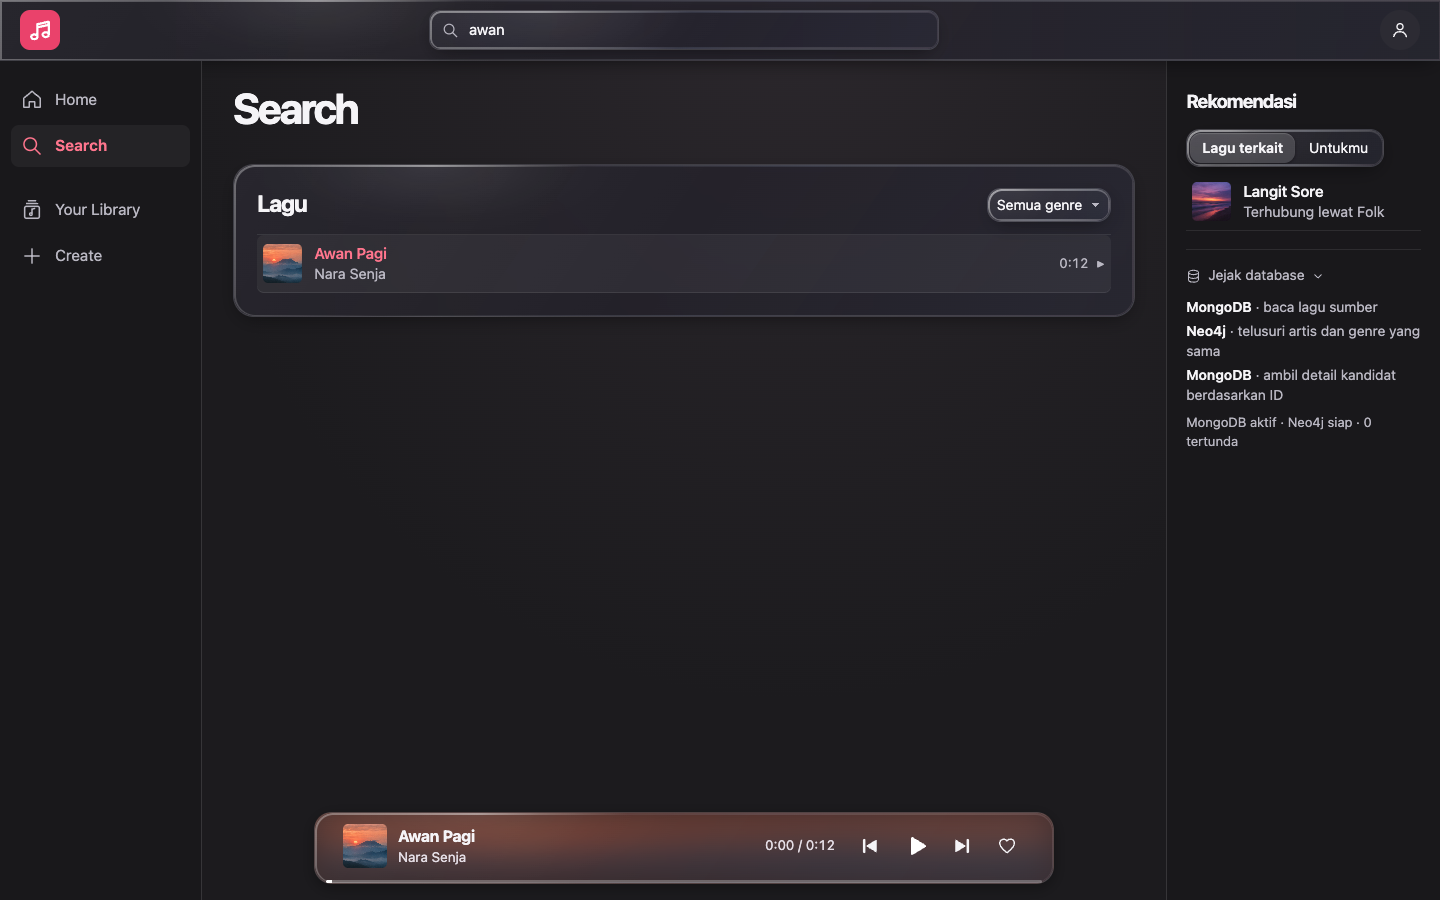 awan
Home
Search
Your Library
Create
Search
Lagu
Semua genre
Awan Pagi
Nara Senja
0:12
Rekomendasi
Lagu terkait
Untukmu
Langit Sore
Terhubung lewat Folk
Jejak database
MongoDB · baca lagu sumber
Neo4j · telusuri artis dan genre yang
sama
MongoDB · ambil detail kandidat
berdasarkan ID
MongoDB aktif · Neo4j siap · 0
tertunda
Awan Pagi
Nara Senja
0:00 / 0:12